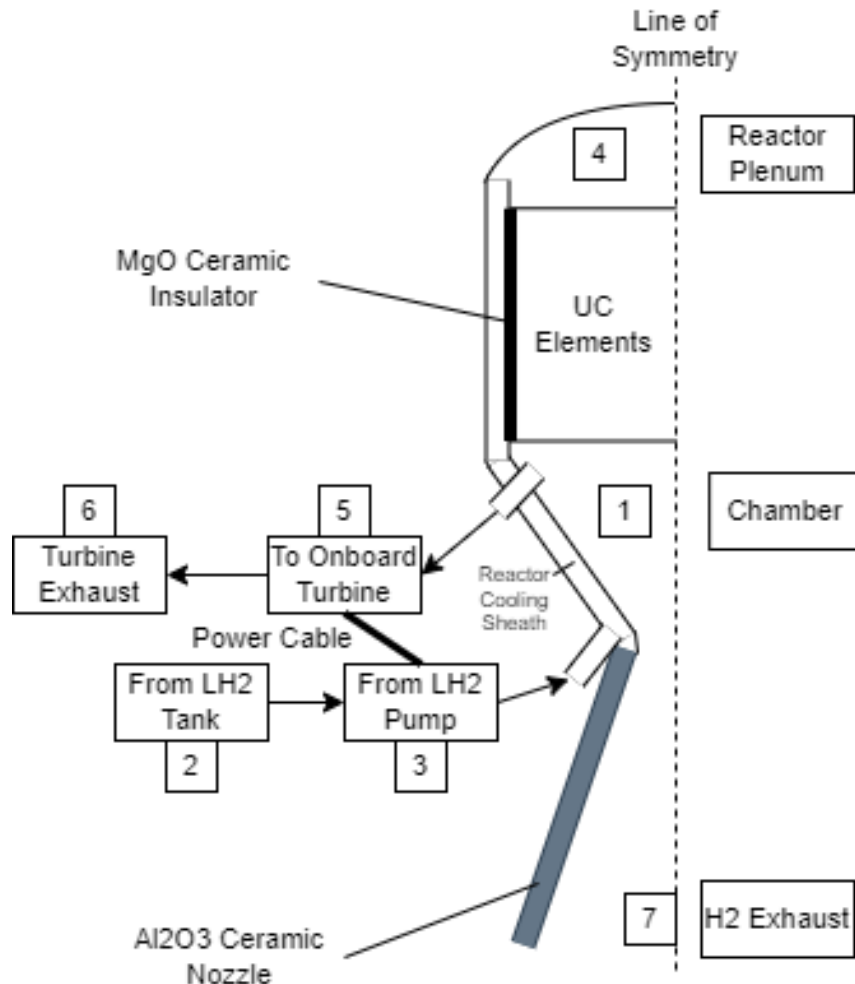 Line of
Symmetry
4
Reactor
Plenum
MgO Ceramic
Insulator
UC
Elements
6
5
1
Chamber
Turbine
Exhaust
To Onboard
Turbine
Reactor
Cooling
Sheath
Power Cable
From LH2
Tank
From LH2
Pump
2
3
7
H2 Exhaust
Al2O3 Ceramic
Nozzle